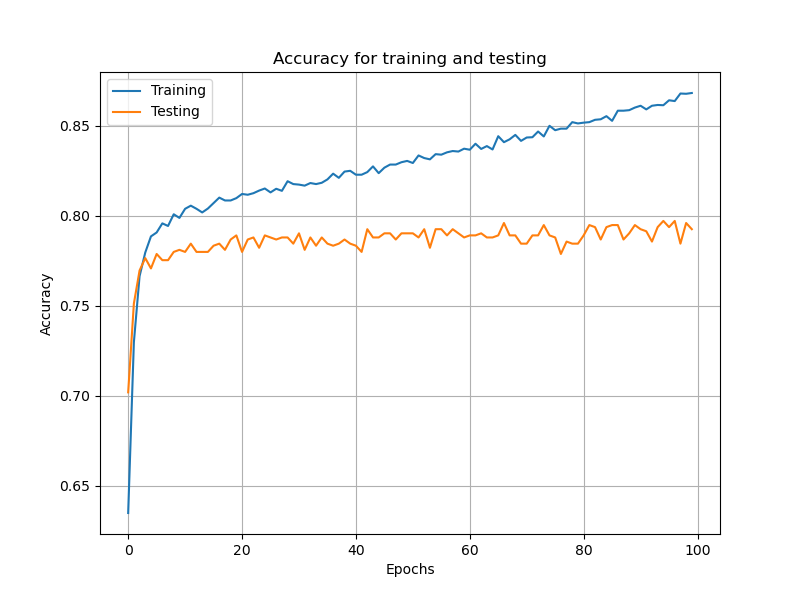 Accuracy for training and testing
Training
Testing
0.85
0.80
0.75
0.70
0.65
Accuracy
0
20
40
60
80
100
Epochs